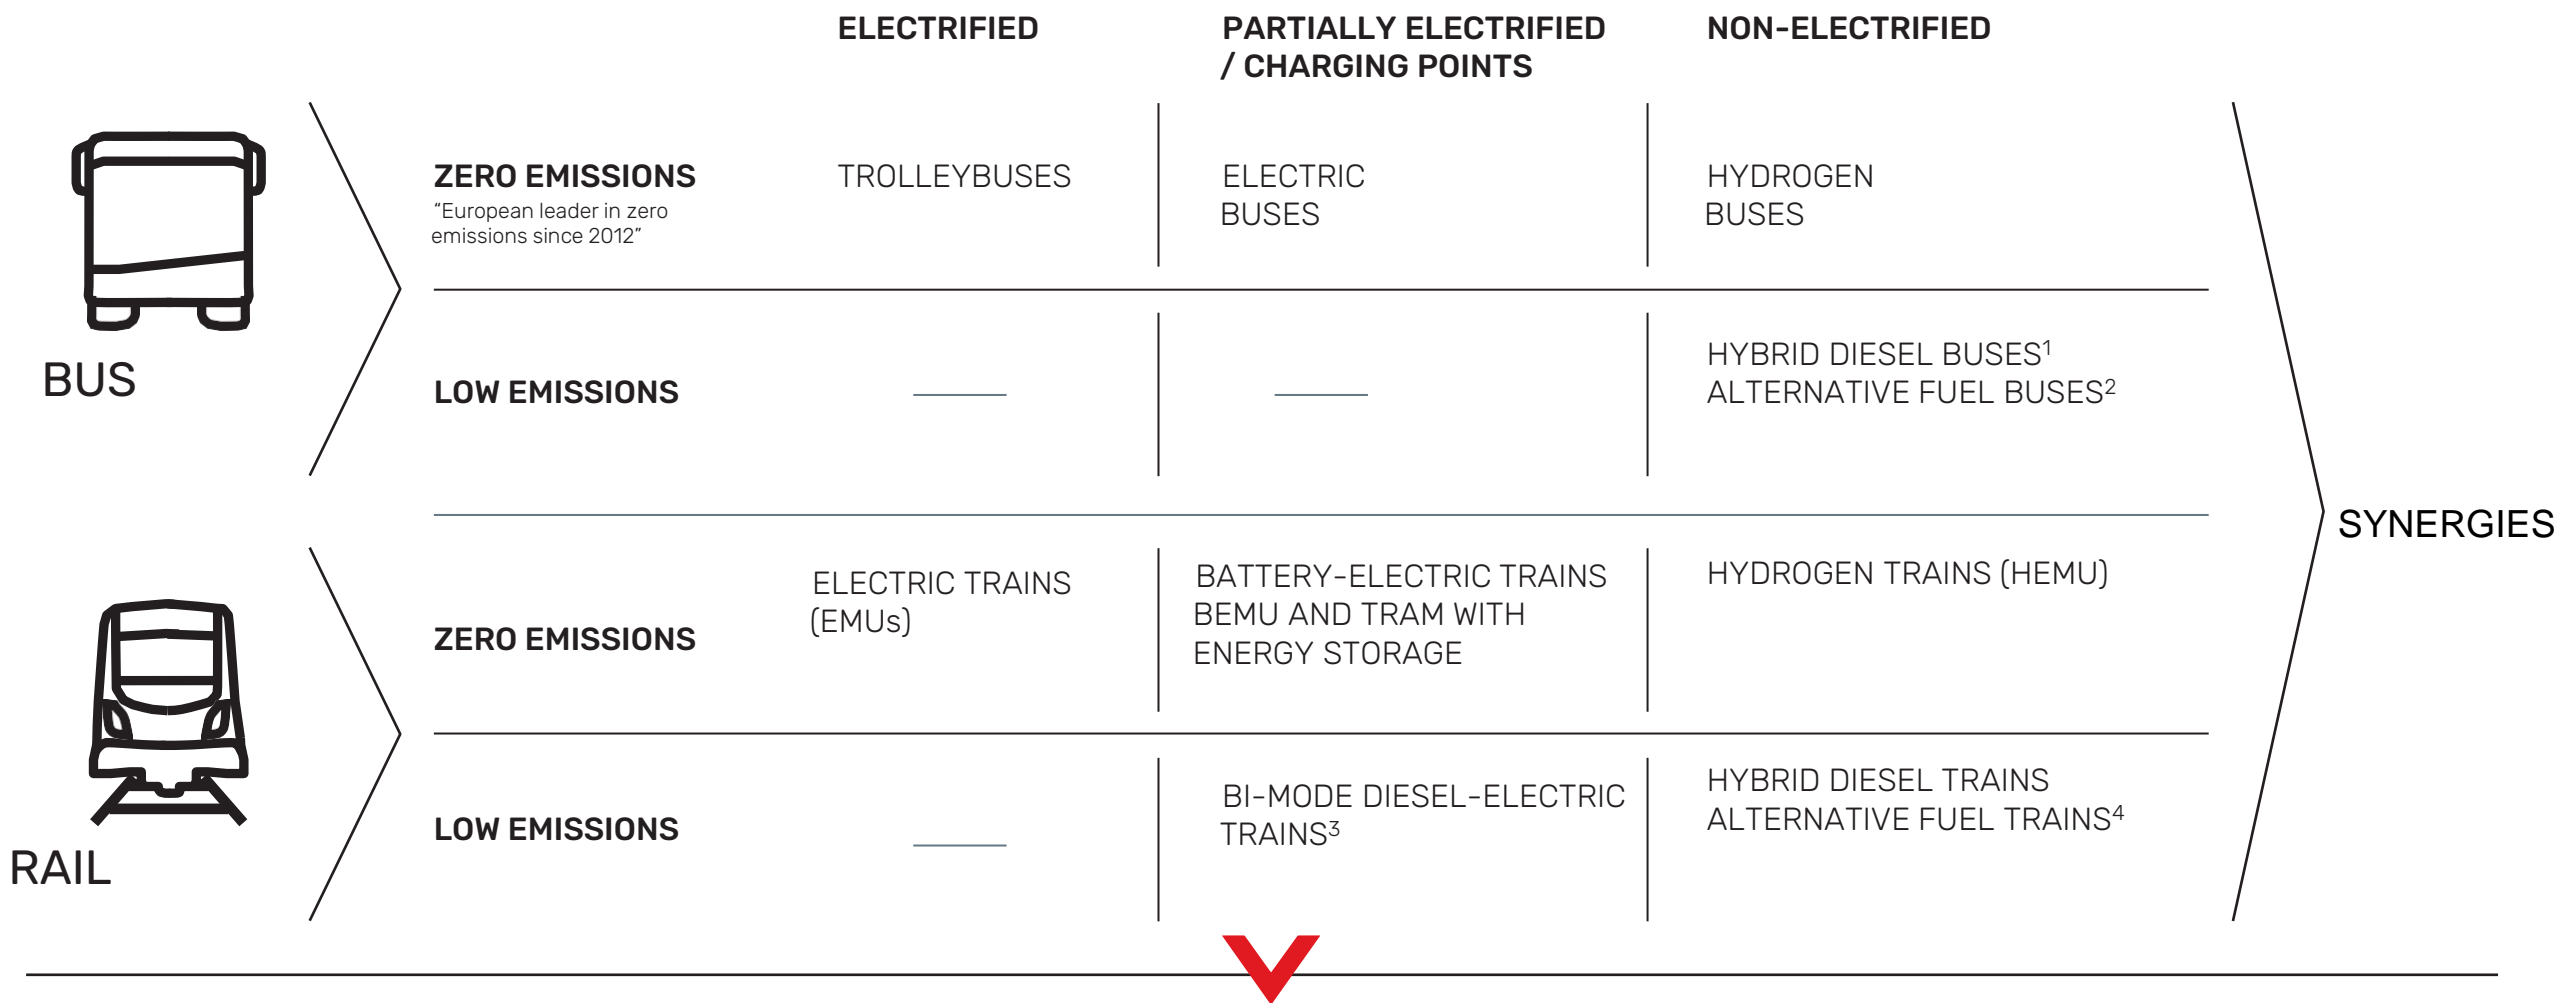 ELECTRIFIED
PARTIALLY ELECTRIFIED
/ CHARGING POINTS
NON-ELECTRIFIED
BUS
ZERO EMISSIONS
“European leader in zero
emissions since 2012”
TROLLEYBUSES
ELECTRIC
BUSES
HYDROGEN
BUSES
LOW EMISSIONS
HYBRID DIESEL BUSES¹
ALTERNATIVE FUEL BUSES²
RAIL
ZERO EMISSIONS
ELECTRIC TRAINS
(EMUs)
BATTERY-ELECTRIC TRAINS
BEMU AND TRAM WITH
ENERGY STORAGE
HYDROGEN TRAINS (HEMU)
LOW EMISSIONS
BI-MODE DIESEL-ELECTRIC
TRAINS³
HYBRID DIESEL TRAINS
ALTERNATIVE FUEL TRAINS⁴
SYNERGIES